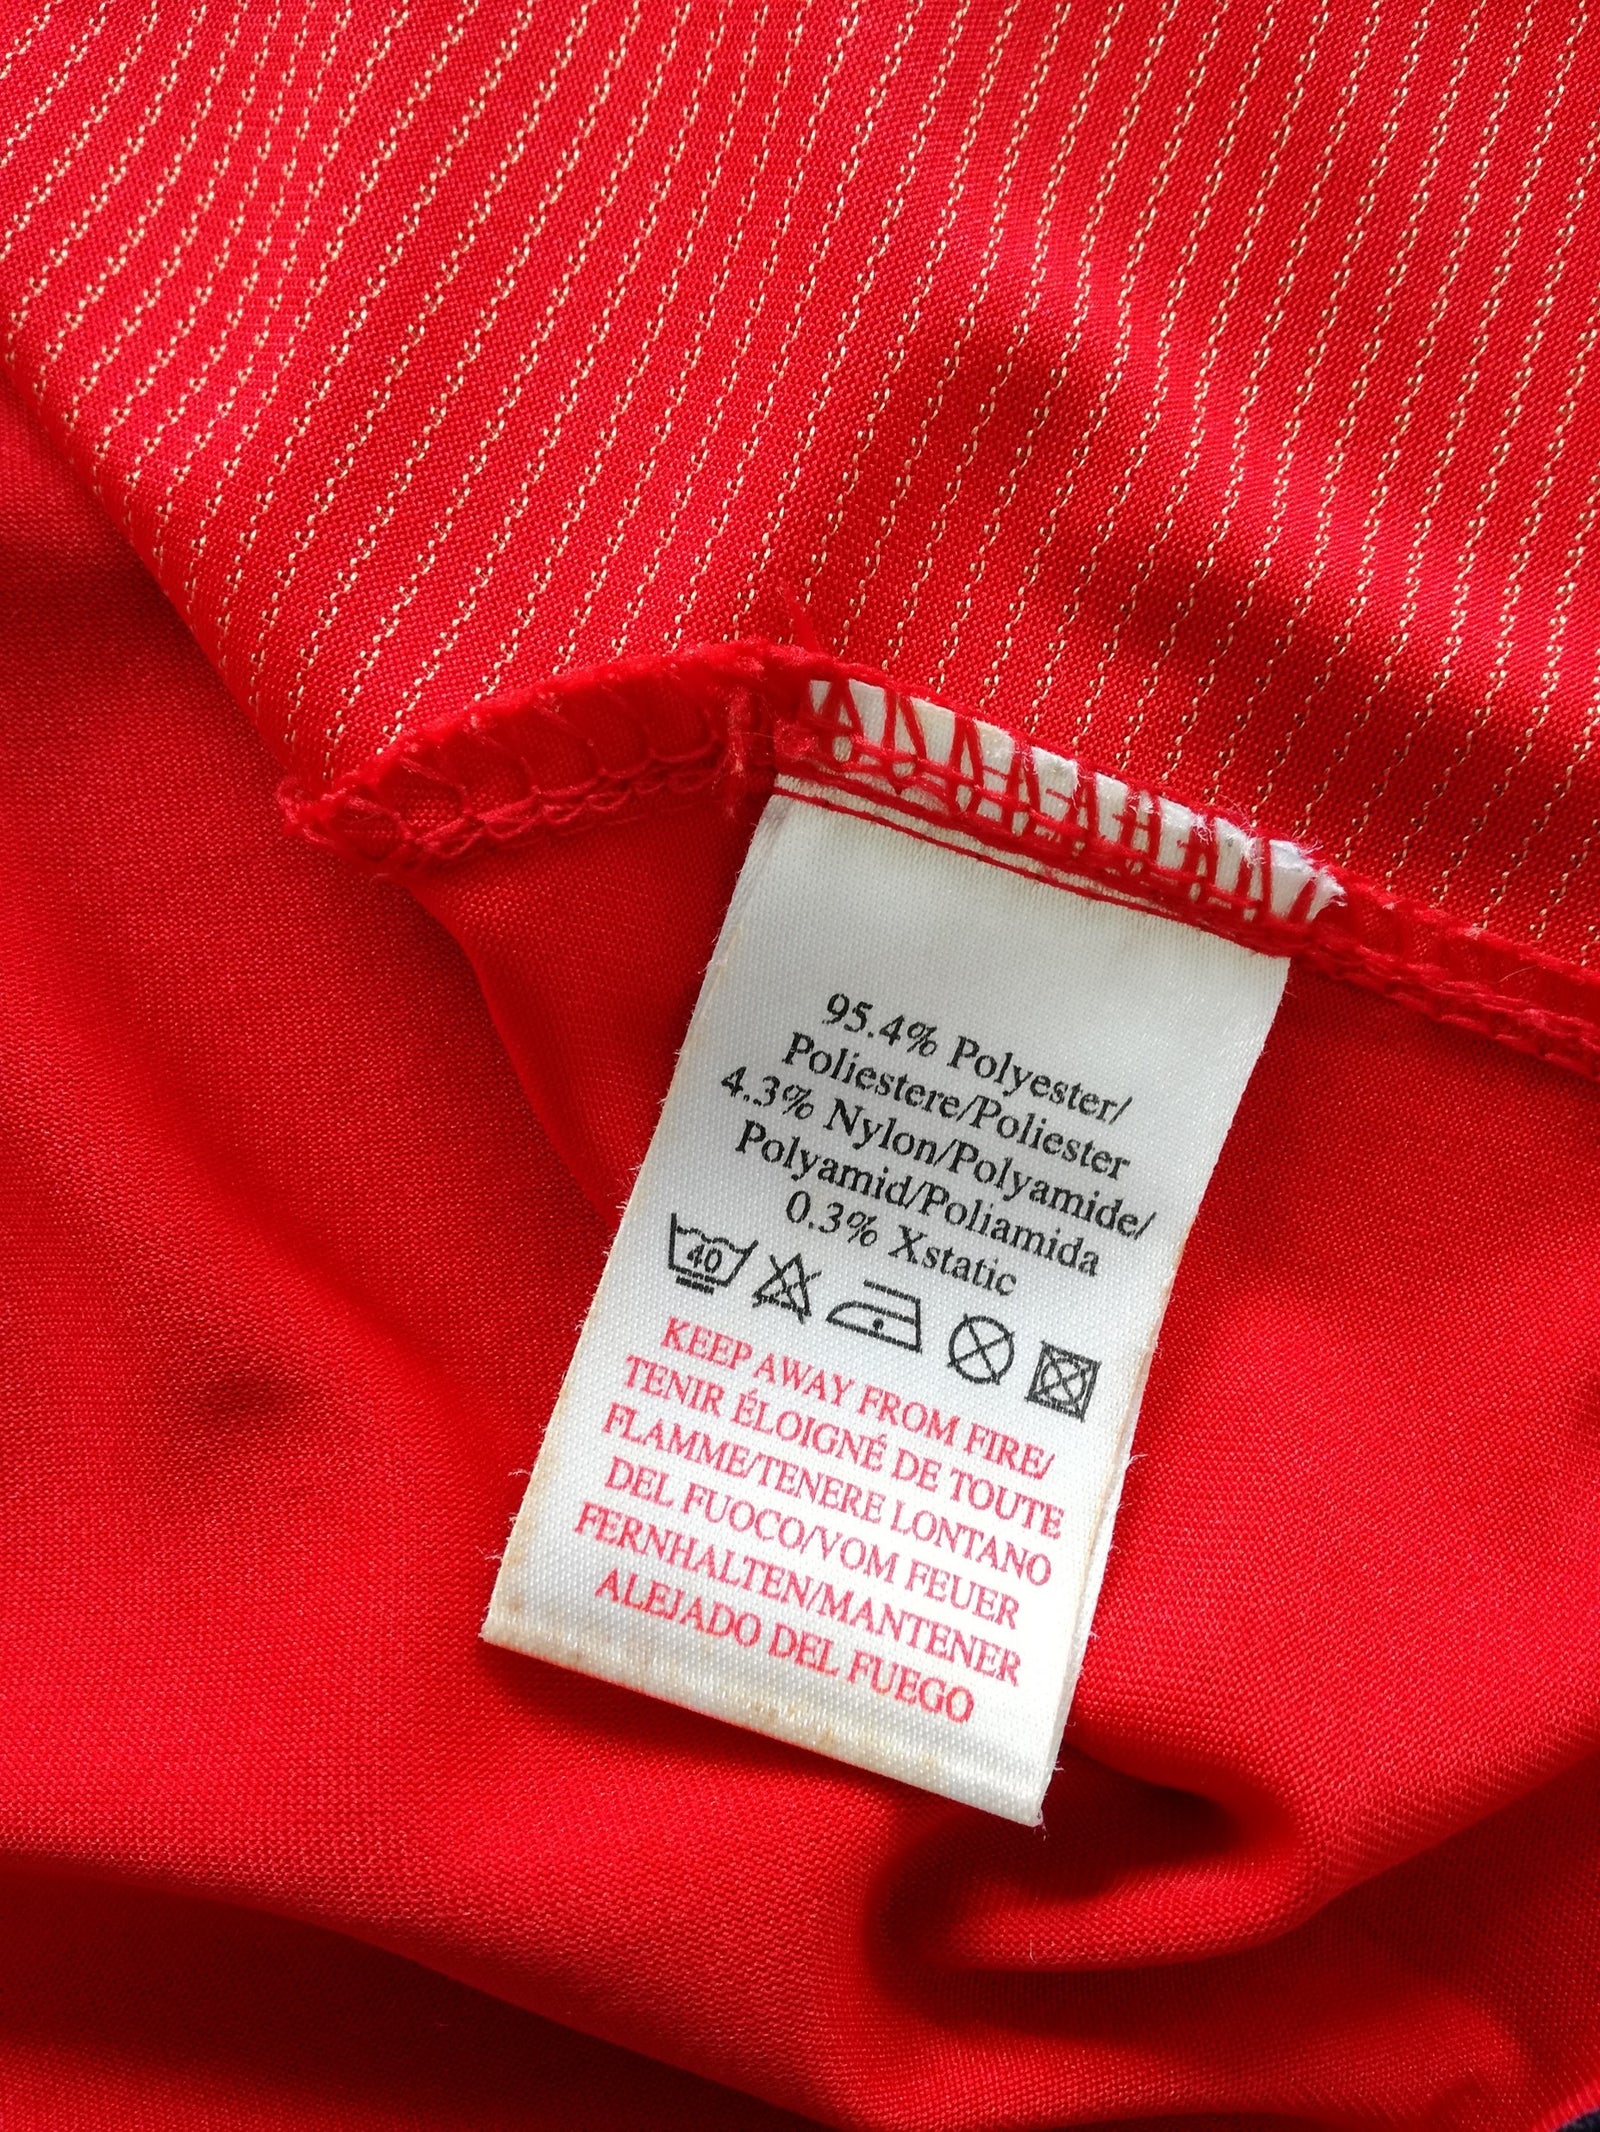 95.4% Polyester/
Poliestere/Poliester
4.3% Nylon/Polyamide/
Polyamid/Poliamida
0.3% Xstatic
40
KEEP AWAY FROM FIRE/
TENIR ÉLOIGNÉ DE TOUTE
FLAMME/TENERE LONTANO
DEL FUOCO/VOM FEUER
FERNHALTEN/MANTENER
ALEJADO DEL FUEGO